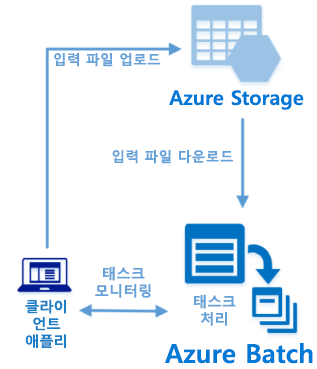 입력 파일 업로드
Azure Storage
입력 파일 다운로드
태스크
모니터링
태스크
처리
클라이
언트
애플리
Azure Batch